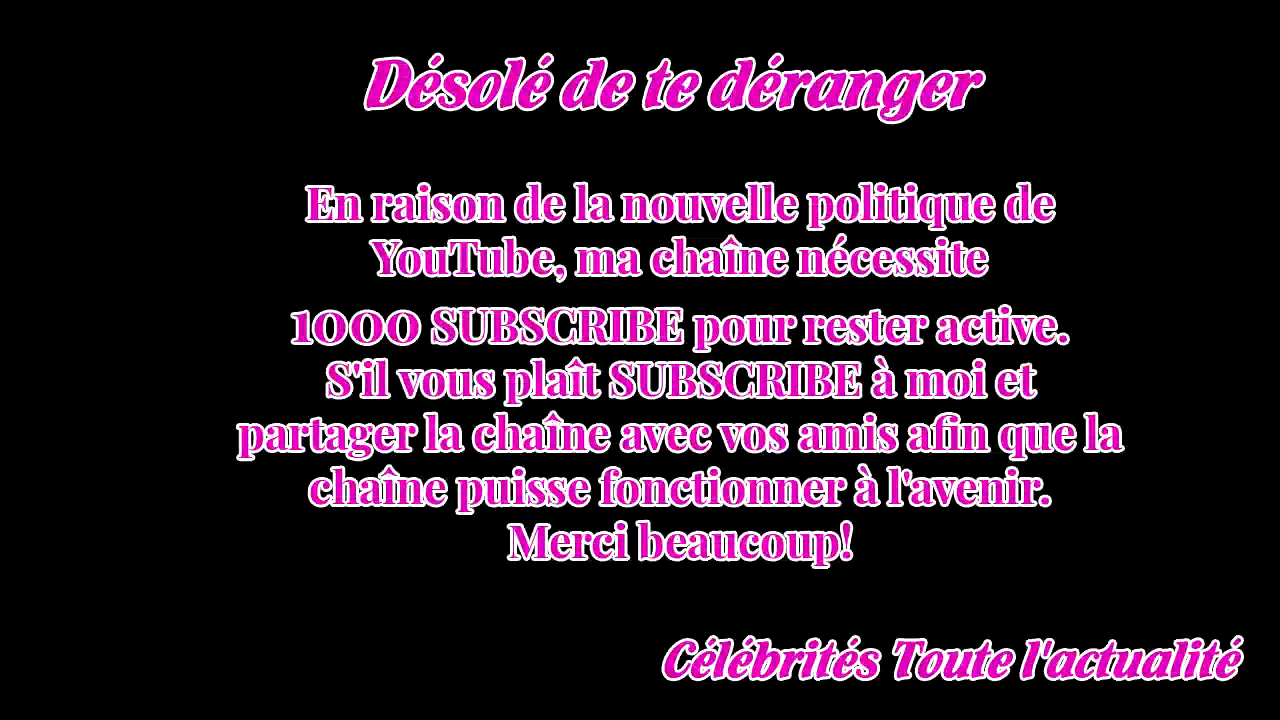 Désolé de te déranger
En raison de la nouvelle politique de
YouTube, ma chaîne nécessite
1000 SUBSCRIBE pour rester active.
S'il vous plaît SUBSCRIBE à moi et
partager la chaîne avec vos amis afin que la
chaîne puisse fonctionner à l'avenir.
Merci beaucoup!
Célébrités Toute l'actualité